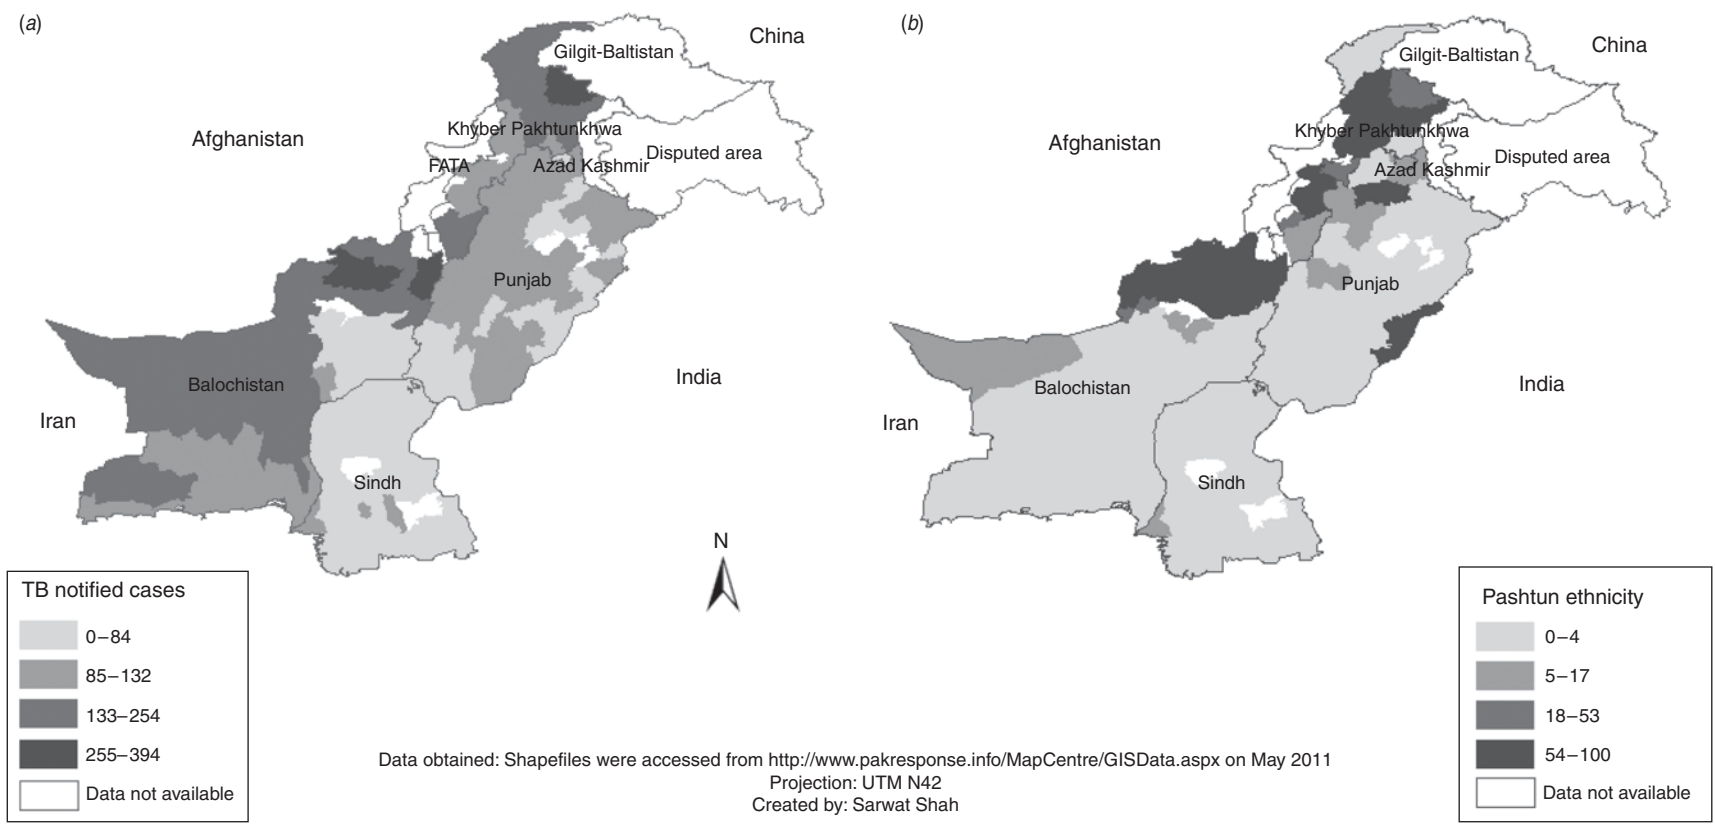 (a)
China
Gilgit-Baltistan
Afghanistan
Khyber Pakhtunkhwa
FATA
Azad Kashmir
Disputed area
Punjab
Balochistan
India
Iran
Sindh
N
TB notified cases
0–84
85–132
133–254
255–394
Data not available
(b)
China
Gilgit-Baltistan
Afghanistan
Khyber Pakhtunkhwa
Azad Kashmir
Disputed area
Punjab
Balochistan
India
Iran
Sindh
Pashtun ethnicity
0–4
5–17
18–53
54–100
Data not available
Data obtained: Shapefiles were accessed from http://www.pakresponse.info/MapCentre/GISData.aspx on May 2011
Projection: UTM N42
Created by: Sarwat Shah